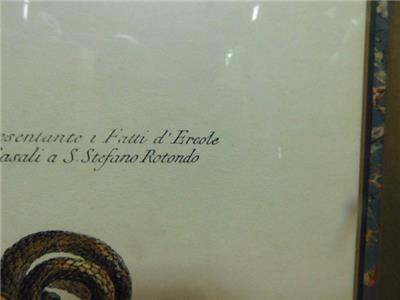 esentante i Fatti d'Ercole
asali a S. Stefano Rotondo